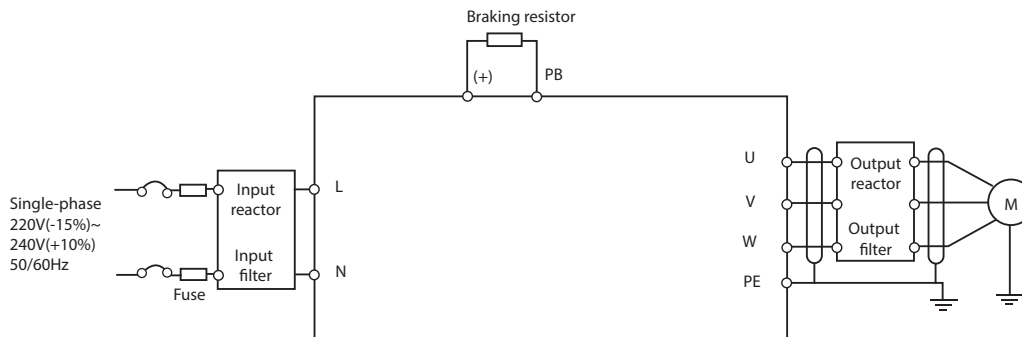 Braking resistor
(+)
PB
Single-phase
220V(-15%)~
240V(+10%)
50/60Hz
Fuse
Input
reactor
Input
filter
L
N
U
V
W
PE
Output
reactor
Output
filter
M